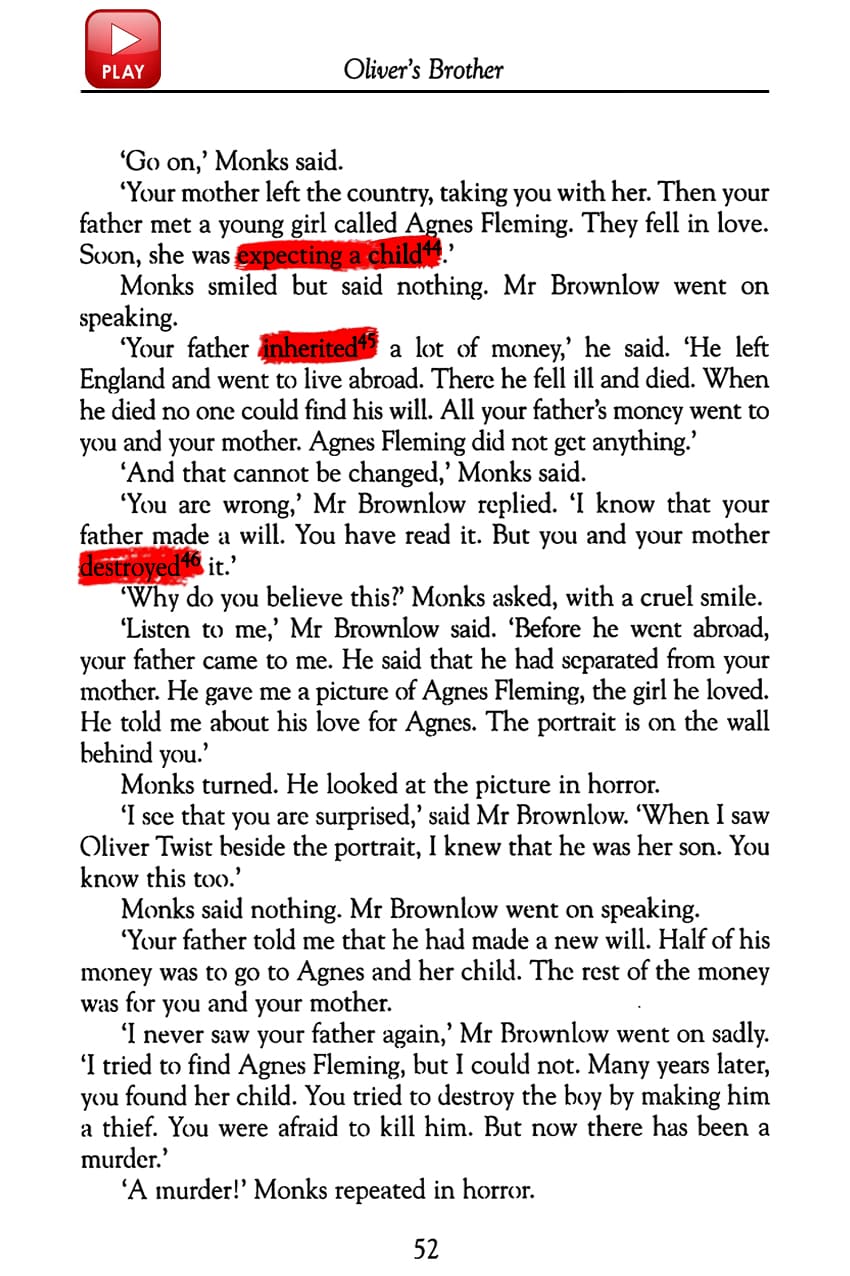 PLAY
Oliver's Brother
‘Go on,’ Monks said.
‘Your mother left the country, taking you with her. Then your
father met a young girl called Agnes Fleming. They fell in love.
Soon, she was expecting a child44.’
Monks smiled but said nothing. Mr Brownlow went on
speaking.
‘Your father inherited45 a lot of money,’ he said. ‘He left
England and went to live abroad. There he fell ill and died. When
he died no one could find his will. All your father’s money went to
you and your mother. Agnes Fleming did not get anything.’
‘And that cannot be changed,’ Monks said.
‘You are wrong,’ Mr Brownlow replied. ‘I know that your
father made a will. You have read it. But you and your mother
destroyed46 it.’
‘Why do you believe this?’ Monks asked, with a cruel smile.
‘Listen to me,’ Mr Brownlow said. ‘Before he went abroad,
your father came to me. He said that he had separated from your
mother. He gave me a picture of Agnes Fleming, the girl he loved.
He told me about his love for Agnes. The portrait is on the wall
behind you.’
Monks turned. He looked at the picture in horror.
‘I see that you are surprised,’ said Mr Brownlow. ‘When I saw
Oliver Twist beside the portrait, I knew that he was her son. You
know this too.’
Monks said nothing. Mr Brownlow went on speaking.
‘Your father told me that he had made a new will. Half of his
money was to go to Agnes and her child. The rest of the money
was for you and your mother.
‘I never saw your father again,’ Mr Brownlow went on sadly.
‘I tried to find Agnes Fleming, but I could not. Many years later,
you found her child. You tried to destroy the boy by making him
a thief. You were afraid to kill him. But now there has been a
murder.’
‘A murder!’ Monks repeated in horror.
52